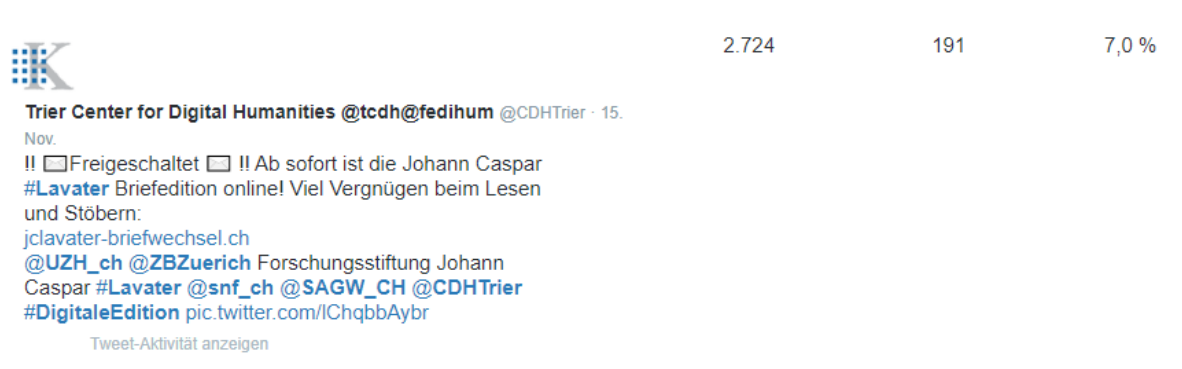 2.724 191 7,0 %
K
Trier Center for Digital Humanities @tcdh@fedihum @CDHTrier · 15.
Nov.
!! ✉Freigeschaltet ✉ !! Ab sofort ist die Johann Caspar
#Lavater Briefedition online! Viel Vergnügen beim Lesen
und Stöbern:
jclavater-briefwechsel.ch
@UZH_ch @ZBZuerich Forschungsstiftung Johann
Caspar #Lavater @snf_ch @SAGW_CH @CDHTrier
#DigitaleEdition pic.twitter.com/lChqbbAybr
Tweet-Aktivität anzeigen